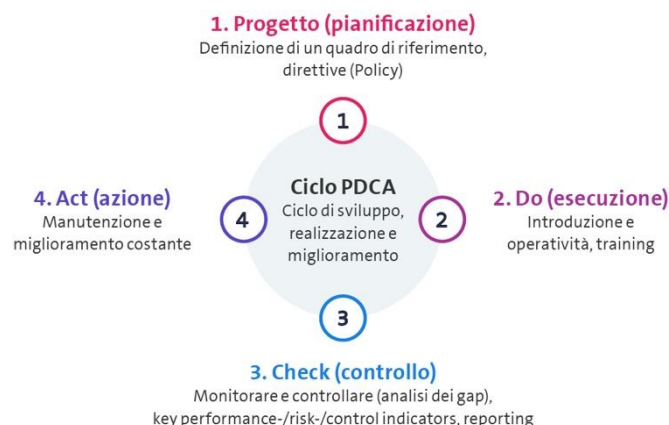 1. Progetto (pianificazione)
Definizione di un quadro di riferimento,
direttive (Policy)
1
4. Act (azione)
Manutenzione e
miglioramento costante
4
Ciclo PDCA
Ciclo di sviluppo,
realizzazione e
miglioramento
2
2. Do (esecuzione)
Introduzione e
operatività, training
3
3. Check (controllo)
Monitorare e controllare (analisi dei gap),
key performance-/risk-/control indicators, reporting